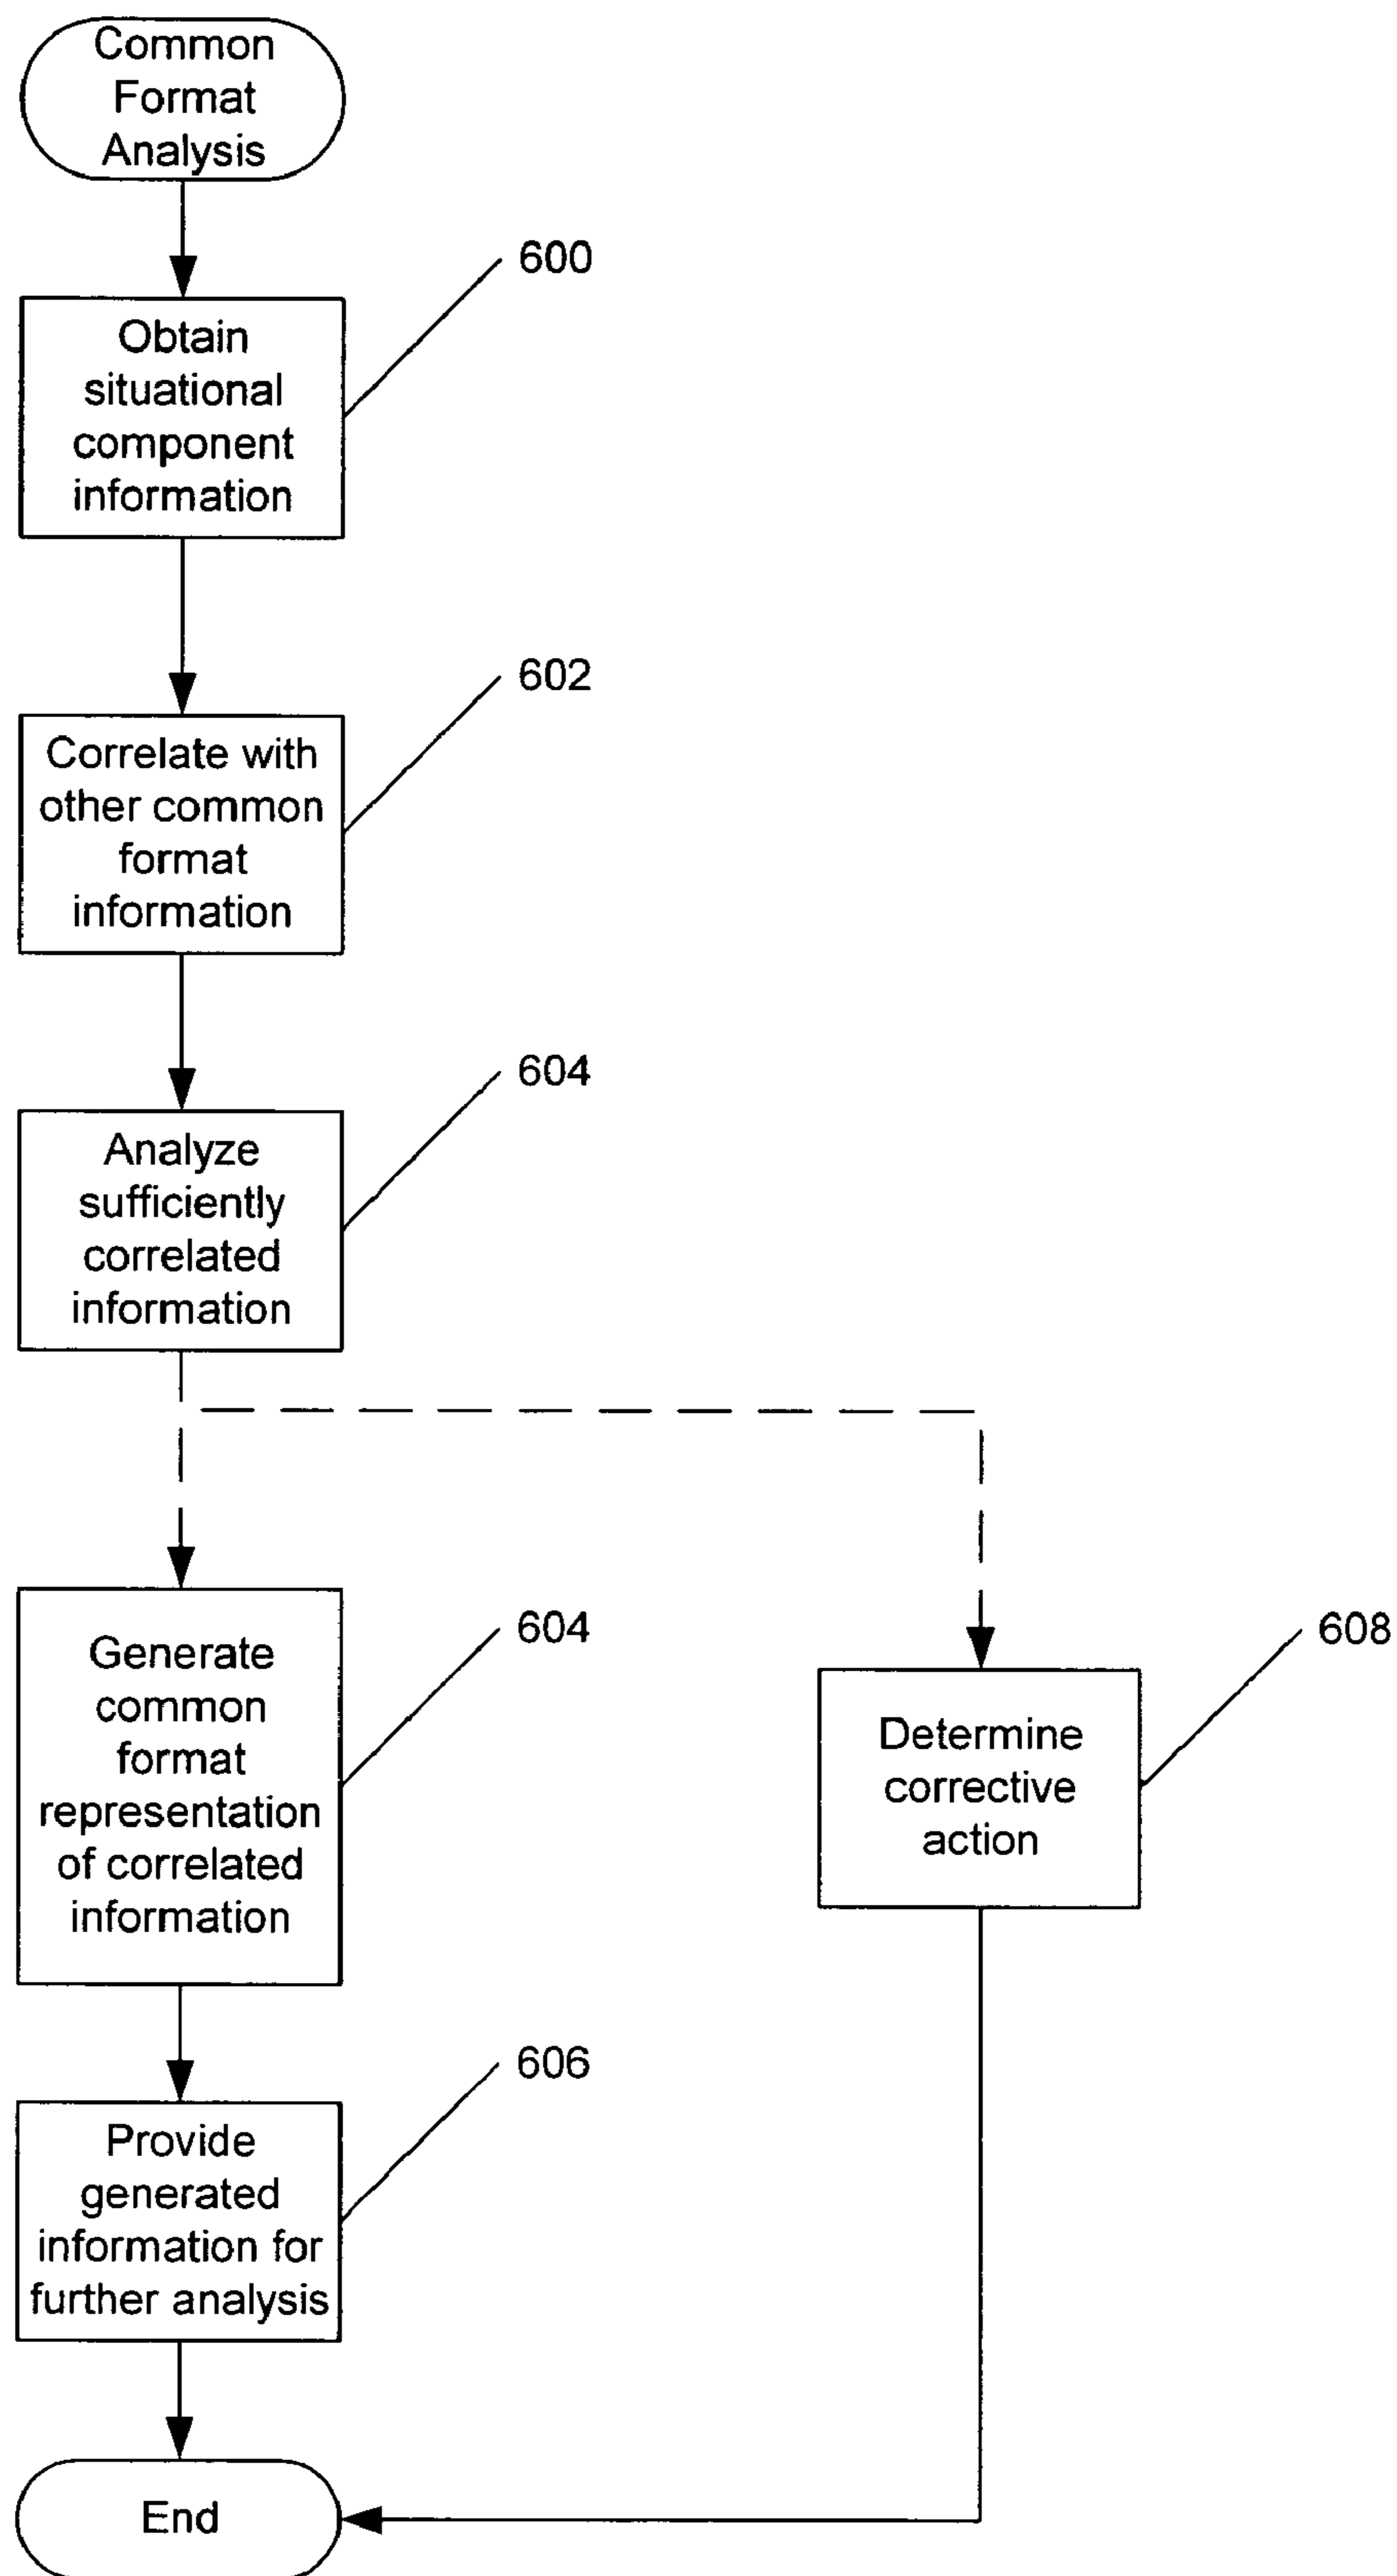 Common
Format
Analysis
600
Obtain
situational
component
information
602
Correlate with
other common
format
information
604
Analyze
sufficiently
correlated
information
604
Generate
common
format
representation
of correlated
information
608
Determine
corrective
action
606
Provide
generated
information for
further analysis
End